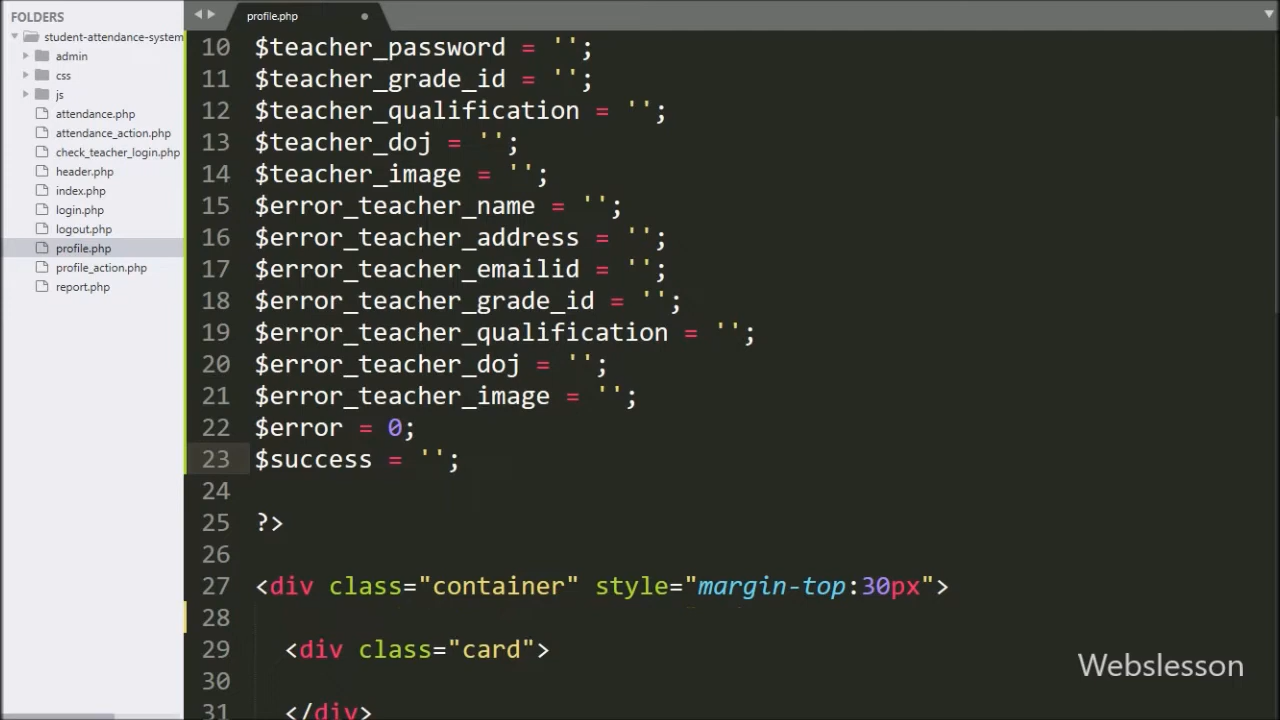 FOLDERS
student-attendance-system
admin
css
js
attendance.php
attendance_action.php
check_teacher_login.php
header.php
index.php
login.php
logout.php
profile.php
profile_action.php
report.php
profile.php
10 $teacher_password = '';
11 $teacher_grade_id = '';
12 $teacher_qualification = '';
13 $teacher_doj = '';
14 $teacher_image = '';
15 $error_teacher_name = '';
16 $error_teacher_address = '';
17 $error_teacher_emailid = '';
18 $error_teacher_grade_id = '';
19 $error_teacher_qualification = '';
20 $error_teacher_doj = '';
21 $error_teacher_image = '';
22 $error = 0;
23 $success = '';
24
25 ?>
26
27 <div class="container" style="margin-top:30px">
28
29   <div class="card">
30
31   </div>
Webslesson